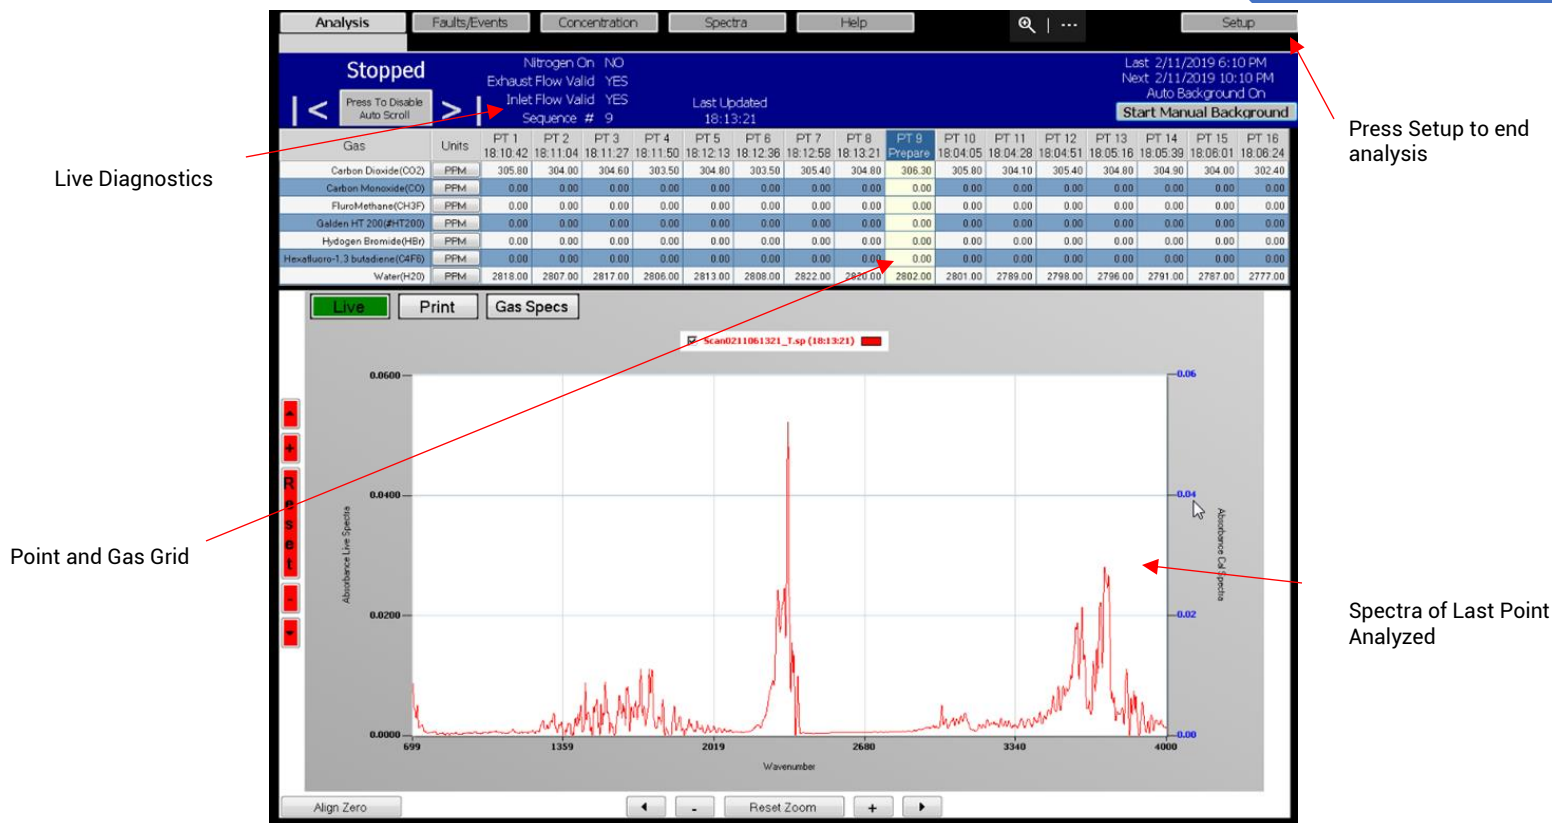 Analysis Faults/Events Concentration Spectra Help Setup
Stopped
Press To Disable
Auto Scroll
Nitrogen On NO
Exhaust Flow Valid YES
Inlet Flow Valid YES
Sequence # 9
Last Updated
18:13:21
Last 2/11/2019 6:10 PM
Next 2/11/2019 10:10 PM
Auto Background On
Start Manual Background
Gas Units PT 1 PT 2 PT 3 PT 4 PT 5 PT 6 PT 7 PT 8 PT 9 PT 10 PT 11 PT 12 PT 13 PT 14 PT 15 PT 16
18:10:42 18:11:04 18:11:27 18:11:50 18:12:13 18:12:36 18:12:58 18:13:21 Prepare 18:04:05 18:04:28 18:04:51 18:05:16 18:05:39 18:06:01 18:06:24
Carbon Dioxide(CO2) PPM 305.80 304.00 304.60 303.50 304.80 303.50 305.40 304.80 306.30 305.80 304.10 305.40 304.80 304.90 304.00 302.40
Carbon Monoxide(CO) PPM 0.00 0.00 0.00 0.00 0.00 0.00 0.00 0.00 0.00 0.00 0.00 0.00 0.00 0.00 0.00 0.00
FluroMethane(CH3F) PPM 0.00 0.00 0.00 0.00 0.00 0.00 0.00 0.00 0.00 0.00 0.00 0.00 0.00 0.00 0.00 0.00
Galden HT 200(#HT200) PPM 0.00 0.00 0.00 0.00 0.00 0.00 0.00 0.00 0.00 0.00 0.00 0.00 0.00 0.00 0.00 0.00
Hydogen Bromide(HBr) PPM 0.00 0.00 0.00 0.00 0.00 0.00 0.00 0.00 0.00 0.00 0.00 0.00 0.00 0.00 0.00 0.00
Hexafluoro-1,3 butadiene(C4F6) PPM 0.00 0.00 0.00 0.00 0.00 0.00 0.00 0.00 0.00 0.00 0.00 0.00 0.00 0.00 0.00 0.00
Water(H20) PPM 2818.00 2807.00 2817.00 2806.00 2813.00 2808.00 2822.00 2820.00 2802.00 2801.00 2789.00 2798.00 2796.00 2791.00 2787.00 2777.00
Live Diagnostics
Press Setup to end
analysis
Live Print Gas Specs
Scan0211061321_T.sp (18:13:21)
0.0600
0.0400
0.0200
0.0000
Absorbance Live Spectra
+
Reset
-
0.06
0.04
0.02
0.00
Absorbance Cal Spectra
699 1359 2019 2680 3340 4000
Wavenumber
Point and Gas Grid
Spectra of Last Point
Analyzed
Align Zero - Reset Zoom +